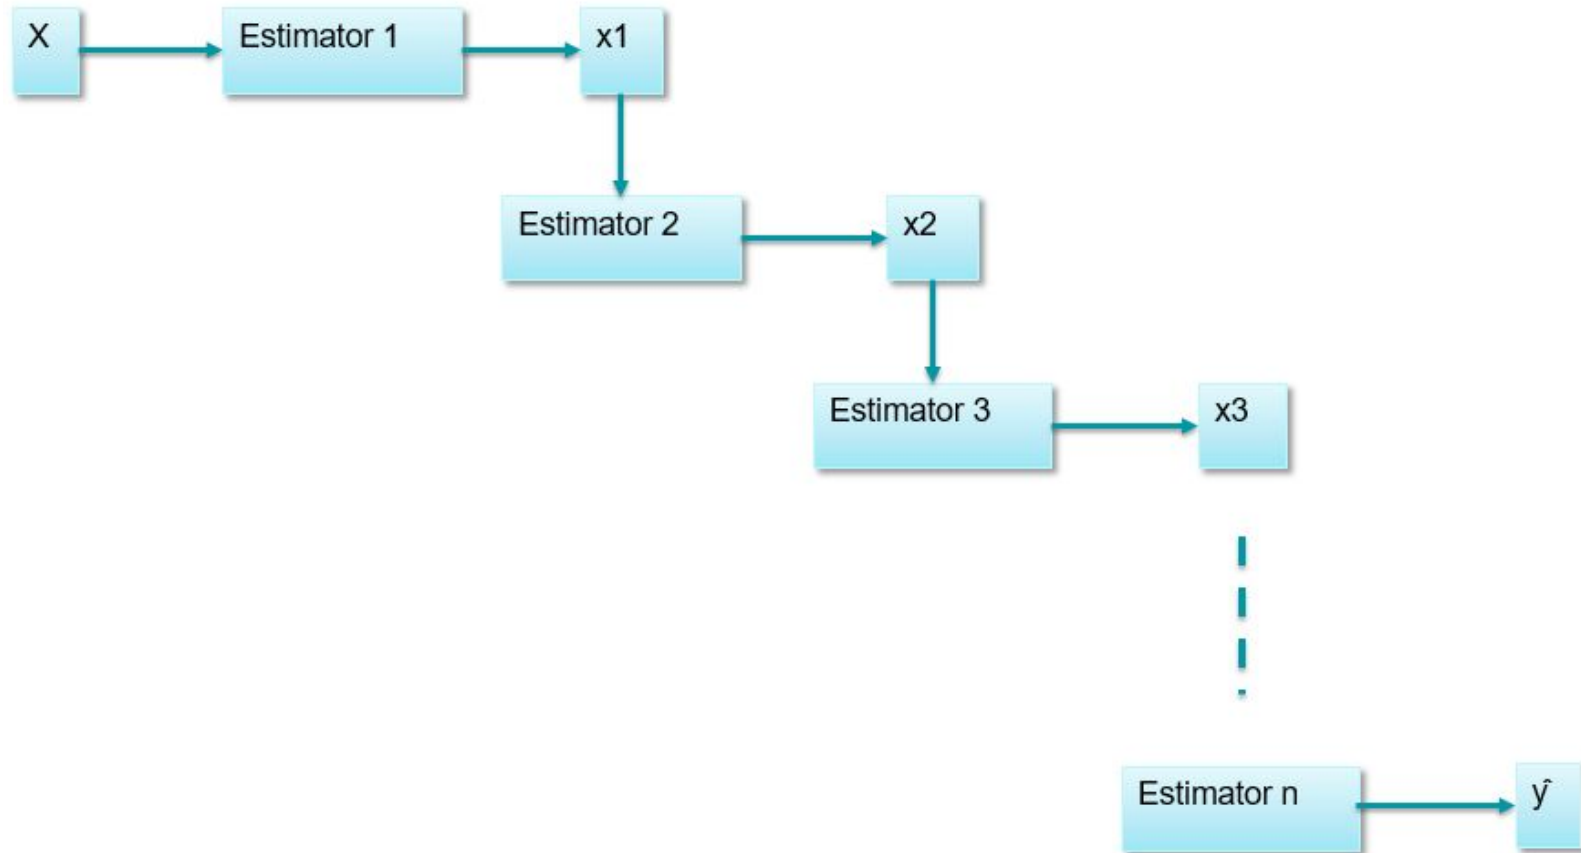 X
Estimator 1
x1
Estimator 2
x2
Estimator 3
x3
Estimator n
ŷ